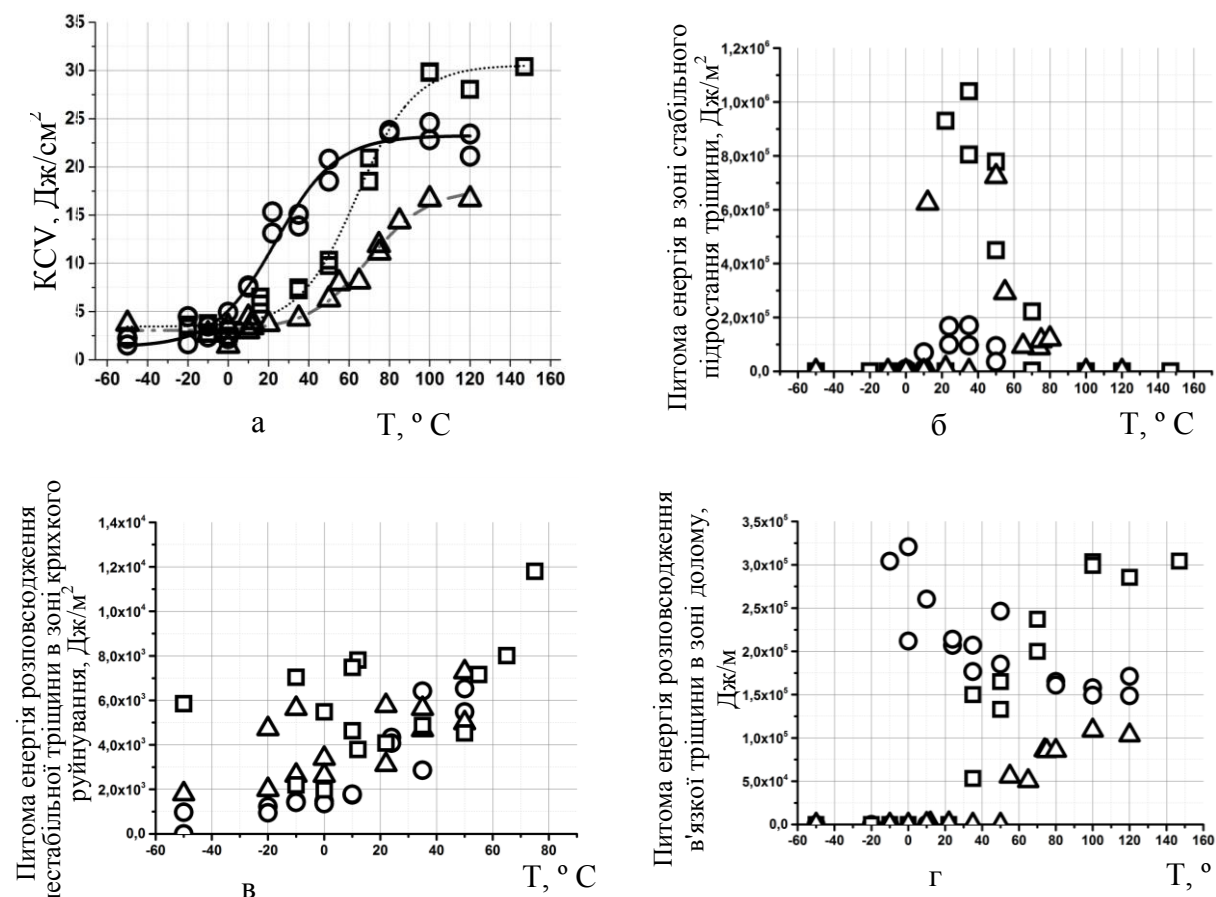 KCV, Дж/см²
35
30
25
20
15
10
5
0
-60 -40 -20 0 20 40 60 80 100 120 140 160
а
T, º C
Питома енергія в зоні стабільного
підростання тріщини, Дж/м²
1,2x10⁶
1,0x10⁶
8,0x10⁵
6,0x10⁵
4,0x10⁵
2,0x10⁵
0,0
-60 -40 -20 0 20 40 60 80 100 120 140 160
б
T, º C
Питома енергія розповсюдження
нестабільної тріщини в зоні крихкого
руйнування, Дж/м²
1,4x10⁴
1,2x10⁴
1,0x10⁴
8,0x10³
6,0x10³
4,0x10³
2,0x10³
0,0
-60 -40 -20 0 20 40 60 80
в
T, º C
Питома енергія розповсюдження
в'язкої тріщини в зоні долому,
Дж/м
3,5x10⁵
3,0x10⁵
2,5x10⁵
2,0x10⁵
1,5x10⁵
1,0x10⁵
5,0x10⁴
0,0
-60 -40 -20 0 20 40 60 80 100 120 140 160
г
T, º